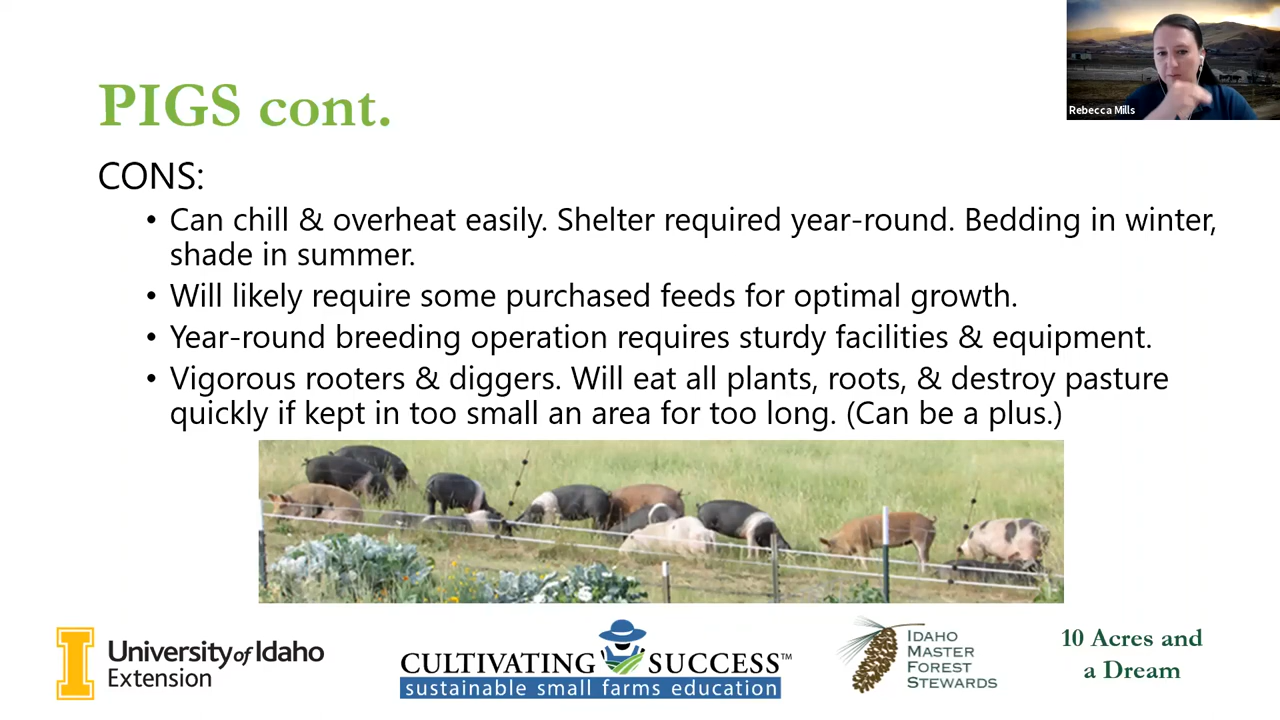 Rebecca Mills
PIGS cont.
CONS:
• Can chill & overheat easily. Shelter required year-round. Bedding in winter,
shade in summer.
• Will likely require some purchased feeds for optimal growth.
• Year-round breeding operation requires sturdy facilities & equipment.
• Vigorous rooters & diggers. Will eat all plants, roots, & destroy pasture
quickly if kept in too small an area for too long. (Can be a plus.)
I
University of Idaho
Extension
CULTIVATING SUCCESS™
sustainable small farms education
IDAHO
MASTER
FOREST
STEWARDS
10 Acres and
a Dream